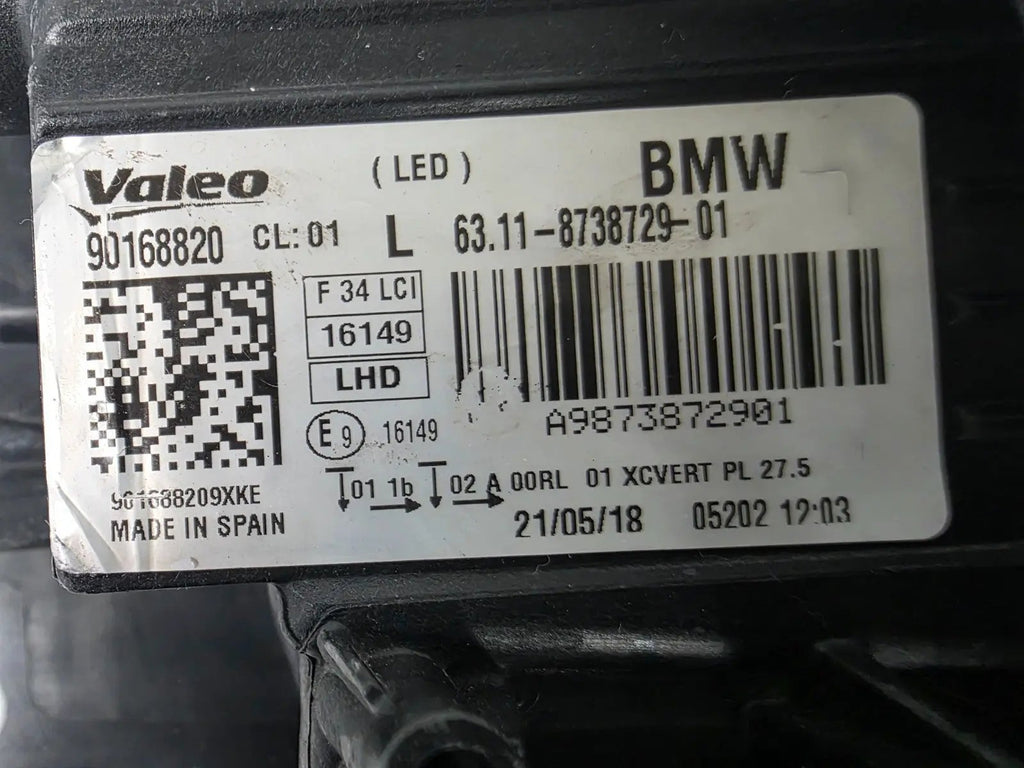 Valeo (LED) BMW
90168820 CL: 01 L 63.11-8738729-01
F 34 LCI
16149
LHD
A9873872901
E9 16149
01 1b 02 A 00RL 01 XCVERT PL 27.5
901688209XKE
MADE IN SPAIN 21/05/18 05202 12:03